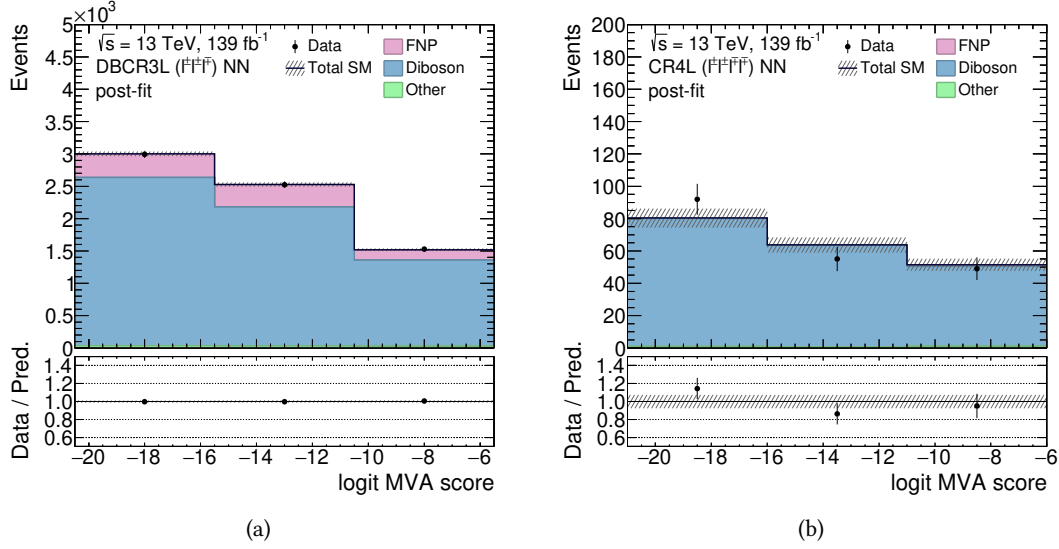 5 ×10³
Events
√s = 13 TeV, 139 fb⁻¹
DBCR3L (l±l±l∓) NN
post-fit
Data
Total SM
FNP
Diboson
Other
4.5
4
3.5
3
2.5
2
1.5
1
0.5
0
Data / Pred.
1.4
1.2
1.0
0.8
0.6
−20 −18 −16 −14 −12 −10 −8 −6
logit MVA score
(a)
200
Events
√s = 13 TeV, 139 fb⁻¹
CR4L (l±l±l∓l∓) NN
post-fit
Data
Total SM
FNP
Diboson
Other
180
160
140
120
100
80
60
40
20
0
Data / Pred.
1.4
1.2
1.0
0.8
0.6
−20 −18 −16 −14 −12 −10 −8 −6
logit MVA score
(b)